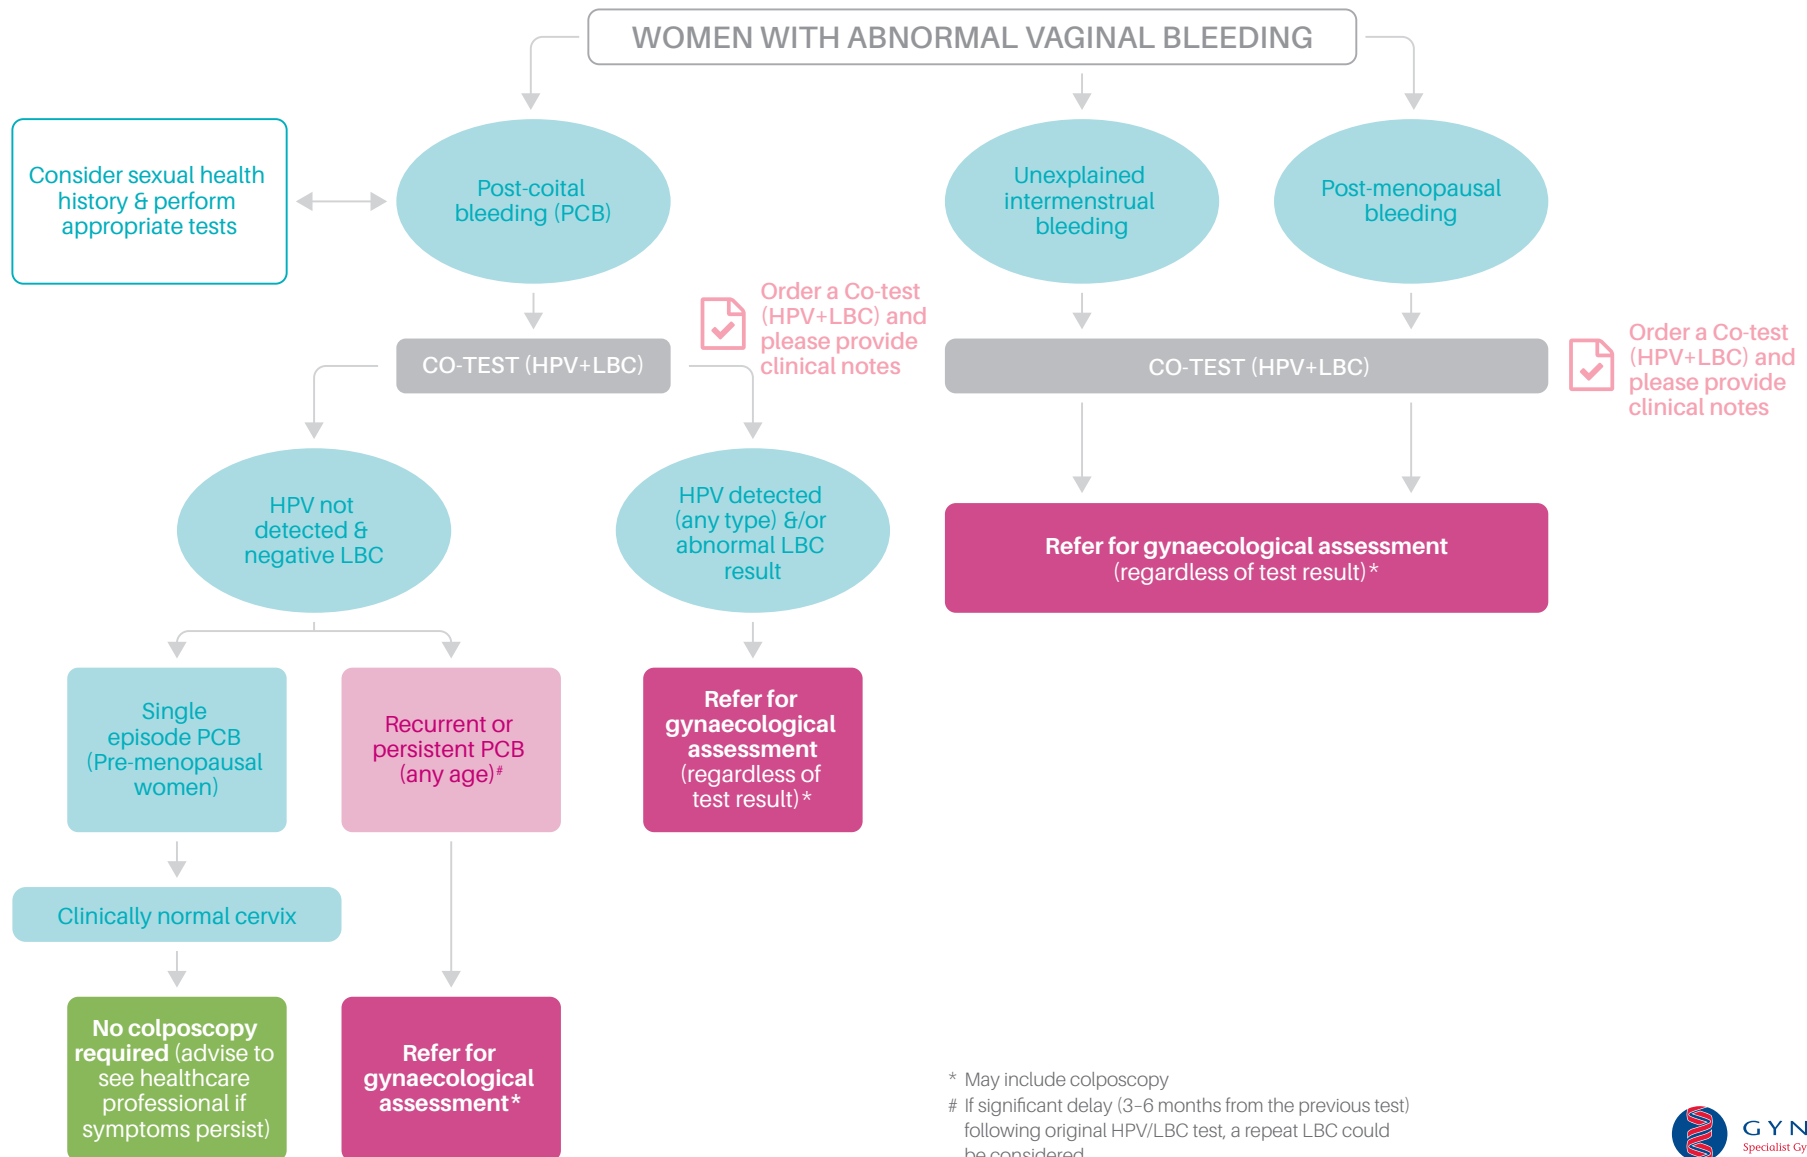 WOMEN WITH ABNORMAL VAGINAL BLEEDING
Consider sexual health
history & perform
appropriate tests
Post-coital
bleeding (PCB)
Unexplained
intermenstrual
bleeding
Post-menopausal
bleeding
Order a Co-test
(HPV+LBC) and
please provide
clinical notes
CO-TEST (HPV+LBC)
CO-TEST (HPV+LBC)
Order a Co-test
(HPV+LBC) and
please provide
clinical notes
HPV not
detected &
negative LBC
HPV detected
(any type) &/or
abnormal LBC
result
Refer for gynaecological assessment
(regardless of test result)*
Single
episode PCB
(Pre-menopausal
women)
Recurrent or
persistent PCB
(any age)#
Refer for
gynaecological
assessment
(regardless of
test result)*
Clinically normal cervix
No colposcopy
required (advise to
see healthcare
professional if
symptoms persist)
Refer for
gynaecological
assessment*
* May include colposcopy
# If significant delay (3–6 months from the previous test)
following original HPV/LBC test, a repeat LBC could
be considered
GYN
Specialist Gy